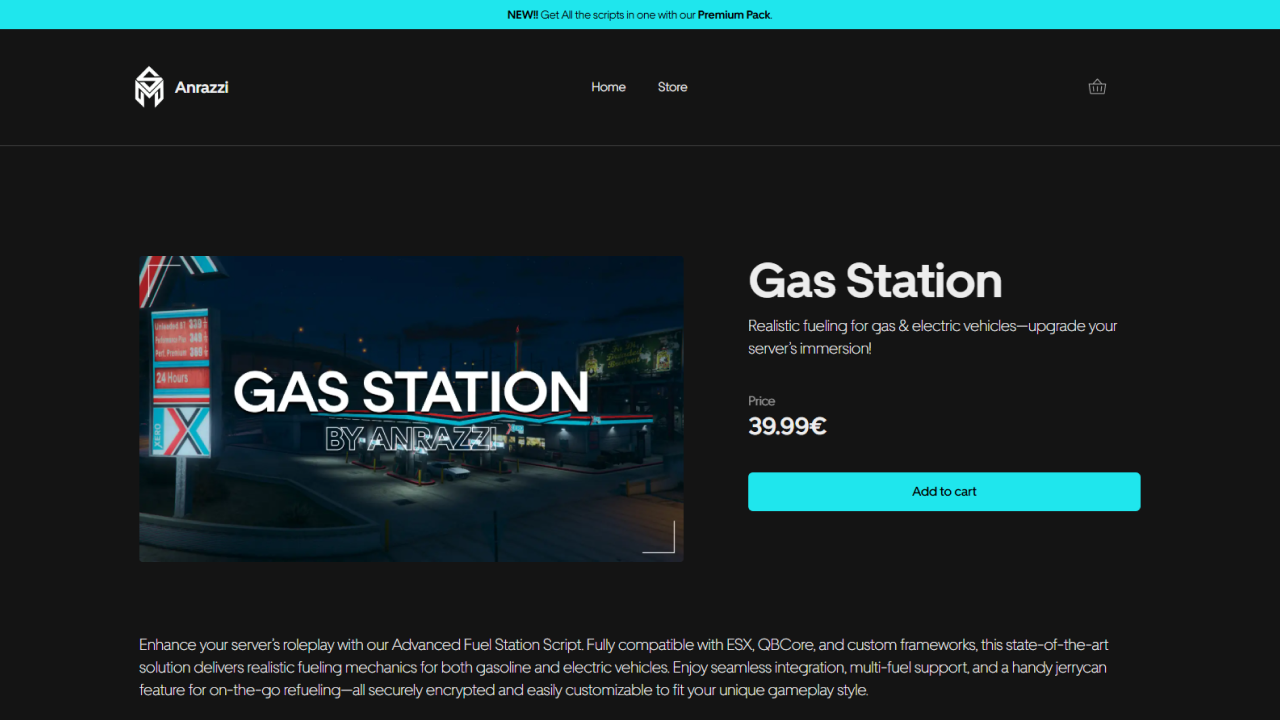 NEW!! Get All the scripts in one with our Premium Pack.
Anrazzi
Home
Store
24 Hours
XERO
GAS STATION
BY ANRAZZI
Gas Station
Realistic fueling for gas & electric vehicles—upgrade your
server's immersion!
Price
39.99€
Add to cart
Enhance your server's roleplay with our Advanced Fuel Station Script. Fully compatible with ESX, QBCore, and custom frameworks, this state-of-the-art
solution delivers realistic fueling mechanics for both gasoline and electric vehicles. Enjoy seamless integration, multi-fuel support, and a handy jerrycan
feature for on-the-go refueling—all securely encrypted and easily customizable to fit your unique gameplay style.